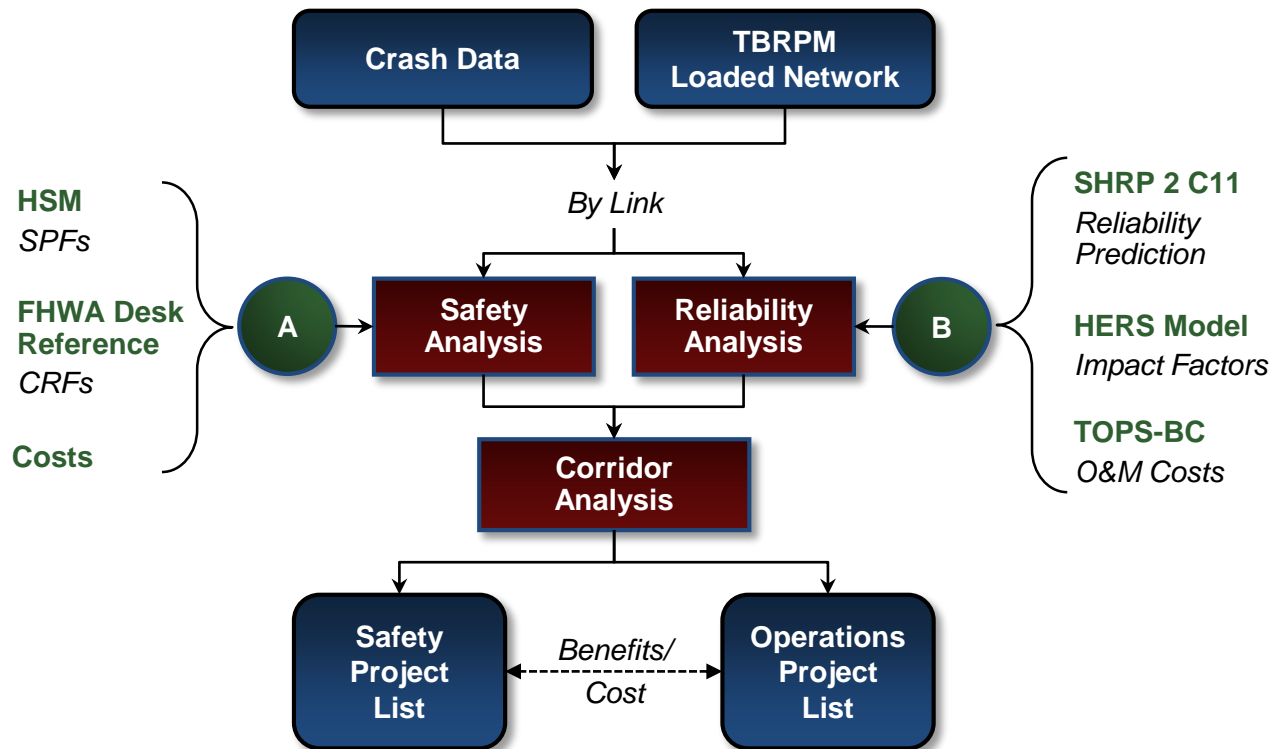 Crash Data
TBRPM
Loaded Network
By Link
HSM
SPFs
FHWA Desk
Reference
CRFs
Costs
A
Safety
Analysis
Reliability
Analysis
B
SHRP 2 C11
Reliability
Prediction
HERS Model
Impact Factors
TOPS-BC
O&M Costs
Corridor
Analysis
Safety
Project
List
Benefits/
Cost
Operations
Project
List